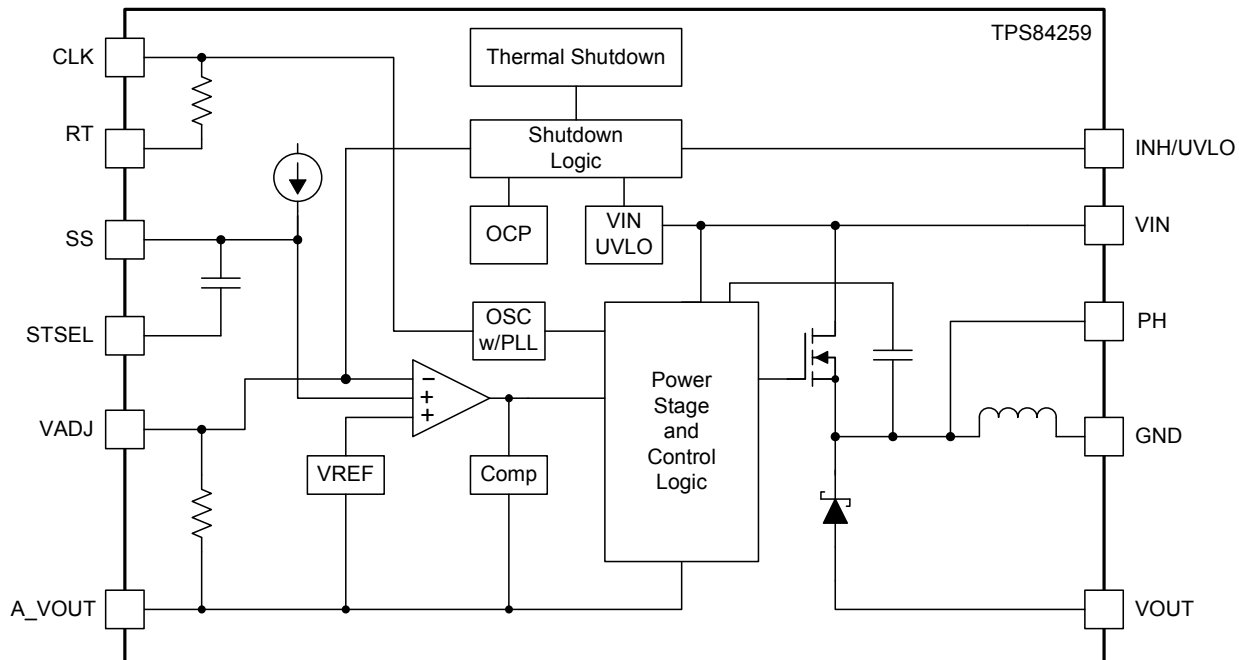 TPS84259
CLK
Thermal Shutdown
RT
Shutdown
Logic
INH/UVLO
SS
OCP
VIN
UVLO
VIN
STSEL
OSC
w/PLL
PH
−
+
+
VADJ
Power
Stage
and
Control
Logic
GND
VREF
Comp
A_VOUT
VOUT